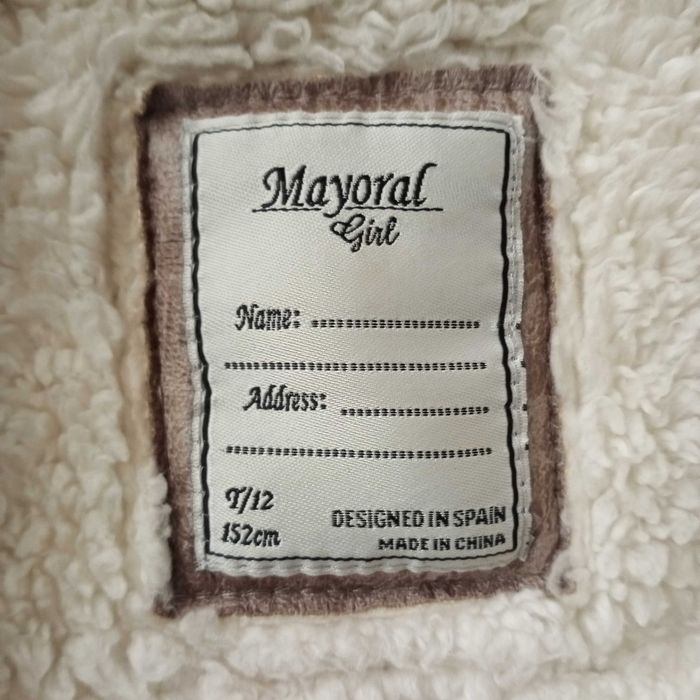 Mayoral
Girl
Name: ........................
................................
Address: .....................
................................
T/12
152cm
DESIGNED IN SPAIN
MADE IN CHINA